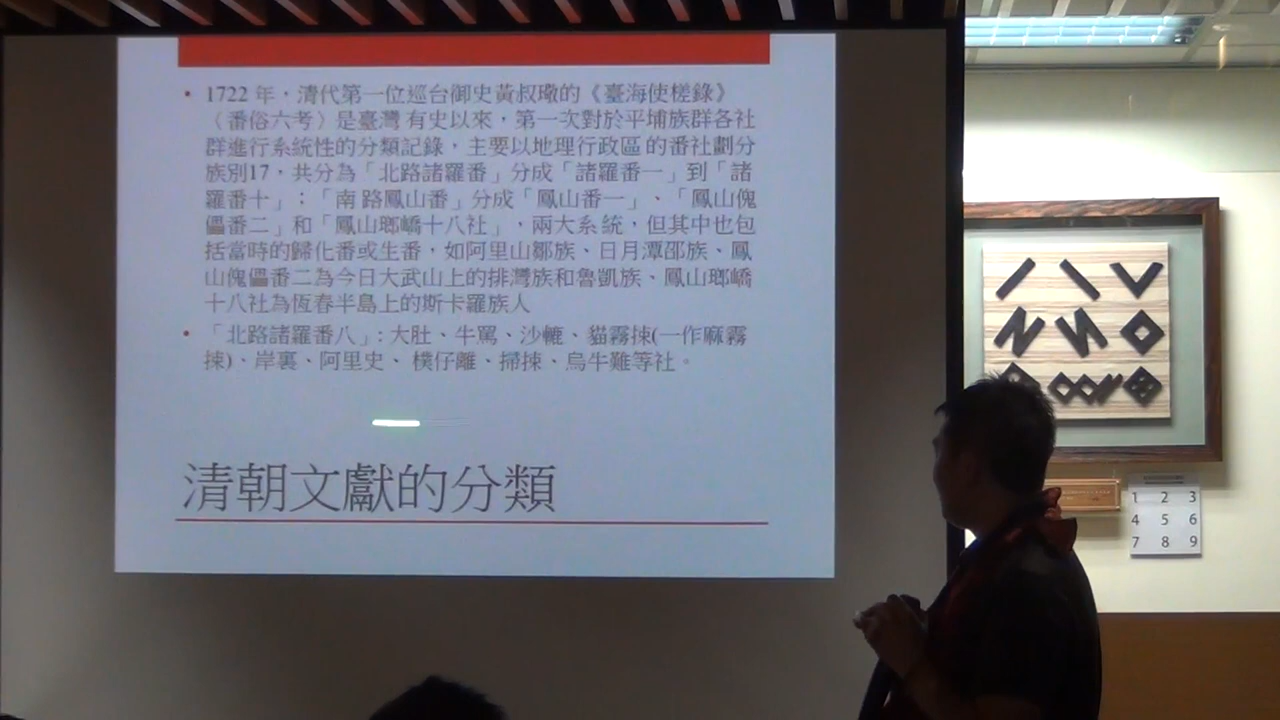 • 1722 年，清代第一位巡台御史黃叔璥的《臺海使槎錄》
〈番俗六考〉是臺灣 有史以來，第一次對於平埔族群各社
群進行系統性的分類記錄，主要以地理行政區 的番社劃分
族別17，共分為「北路諸羅番」分成「諸羅番一」到「諸
羅番十」；「南 路鳳山番」分成「鳳山番一」、「鳳山傀
儡番二」和「鳳山瑯嶠十八社」，兩大系 統，但其中也包
括當時的歸化番或生番，如阿里山鄒族、日月潭邵族、鳳
山傀儡番二為今日大武山上的排灣族和魯凱族、鳳山瑯嶠
十八社為恆春半島上的斯卡羅族人
• 「北路諸羅番八」: 大肚、牛罵、沙轆、貓霧捒(一作麻霧
捒)、岸裏、阿里史、 樸仔離、掃捒、烏牛難等社。
清朝文獻的分類
1 2 3
4 5 6
7 8 9